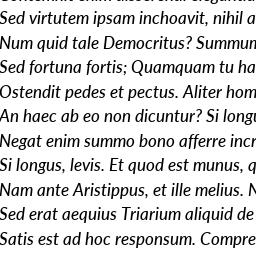 Sed virtutem ipsam inchoavit, nihil a
Num quid tale Democritus? Summum
Sed fortuna fortis; Quamquam tu ha
Ostendit pedes et pectus. Aliter hom
An haec ab eo non dicuntur? Si long
Negat enim summo bono afferre incr
Si longus, levis. Et quod est munus, q
Nam ante Aristippus, et ille melius. N
Sed erat aequius Triarium aliquid de
Satis est ad hoc responsum. Compre